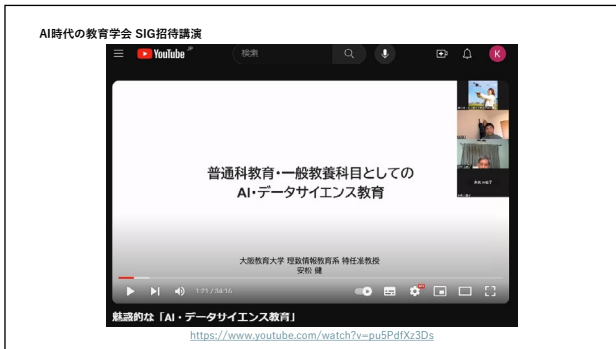 AI時代の教育学会 SIG招待講演
YouTube JP
検索
K
普通科教育・一般教養科目としての
AI・データサイエンス教育
大阪教育大学 理数情報教育系 特任准教授
安松 健
1:21 / 34:16
魅惑的な「AI・データサイエンス教育」
https://www.youtube.com/watch?v=pu5PdfXz3Ds